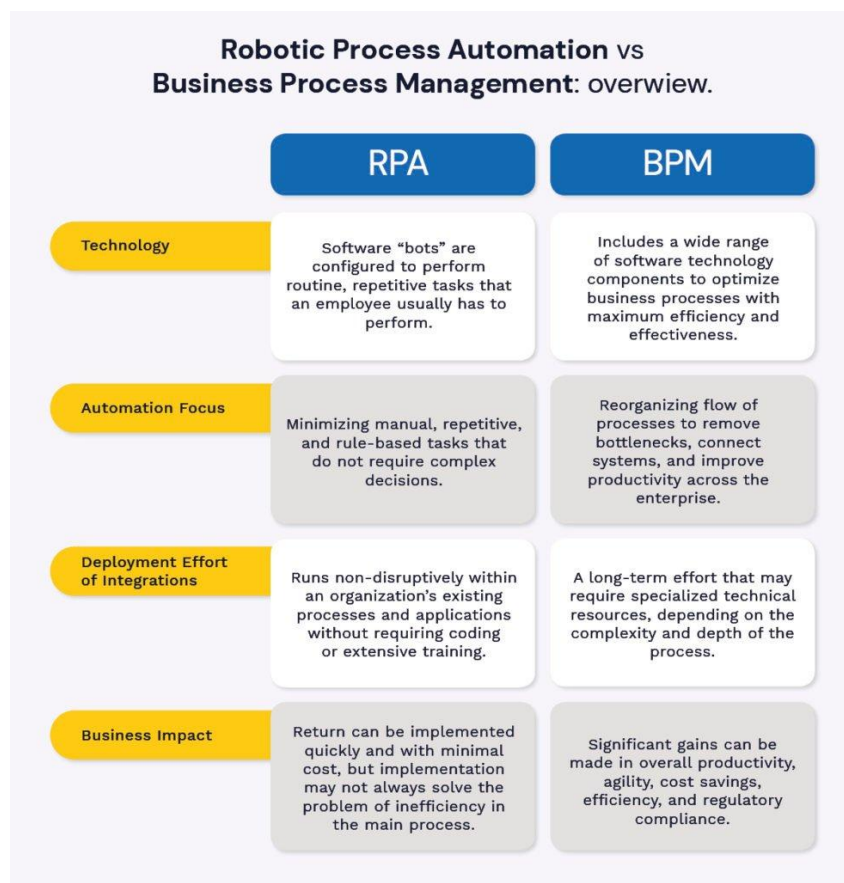 Robotic Process Automation vs
Business Process Management: overwiew.
RPA
BPM
Technology
Software “bots” are
configured to perform
routine, repetitive tasks that
an employee usually has to
perform.
Includes a wide range
of software technology
components to optimize
business processes with
maximum efficiency and
effectiveness.
Automation Focus
Minimizing manual, repetitive,
and rule-based tasks that
do not require complex
decisions.
Reorganizing flow of
processes to remove
bottlenecks, connect
systems, and improve
productivity across the
enterprise.
Deployment Effort
of Integrations
Runs non-disruptively within
an organization’s existing
processes and applications
without requiring coding
or extensive training.
A long-term effort that may
require specialized technical
resources, depending on the
complexity and depth of the
process.
Business Impact
Return can be implemented
quickly and with minimal
cost, but implementation
may not always solve the
problem of inefficiency in
the main process.
Significant gains can be
made in overall productivity,
agility, cost savings,
efficiency, and regulatory
compliance.